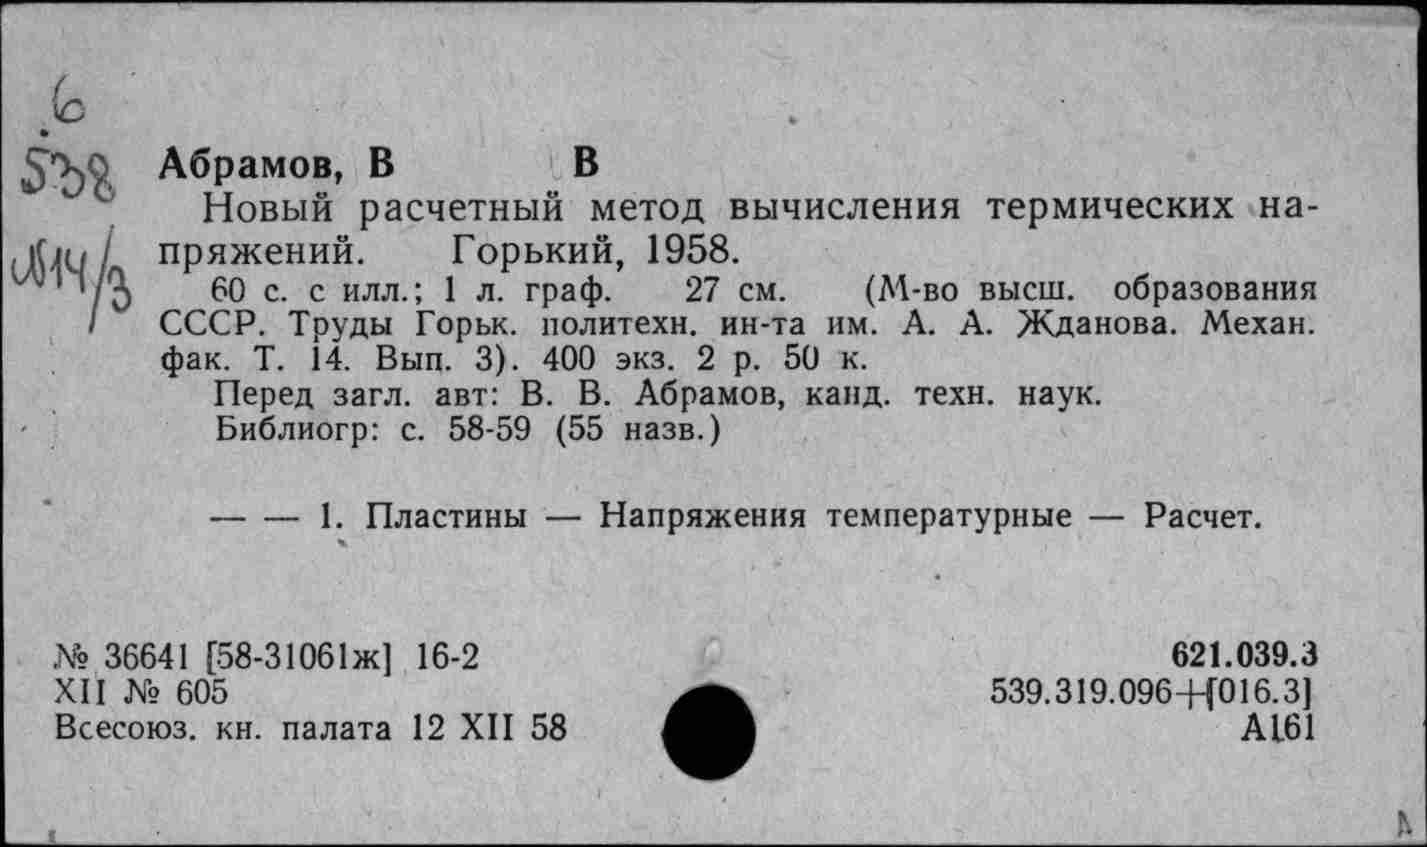 б
538
14/3
Абрамов, В В
Новый расчетный метод вычисления термических на-
пряжений. Горький, 1958.
60 с. с илл.; 1 л. граф. 27 см. (М-во высш. образования
СССР. Труды Горьк. политехн. ин-та им. А. А. Жданова. Механ.
фак. Т. 14. Вып. 3). 400 экз. 2 р. 50 к.
Перед загл. авт: В. В. Абрамов, канд. техн. наук.
Библиогр: с. 58-59 (55 назв.)
— — 1. Пластины — Напряжения температурные — Расчет.
№ 36641 [58-31061ж] 16-2
XII № 605
Всесоюз. кн. палата 12 XII 58
621.039.3
539.319.096+[016.3]
А161